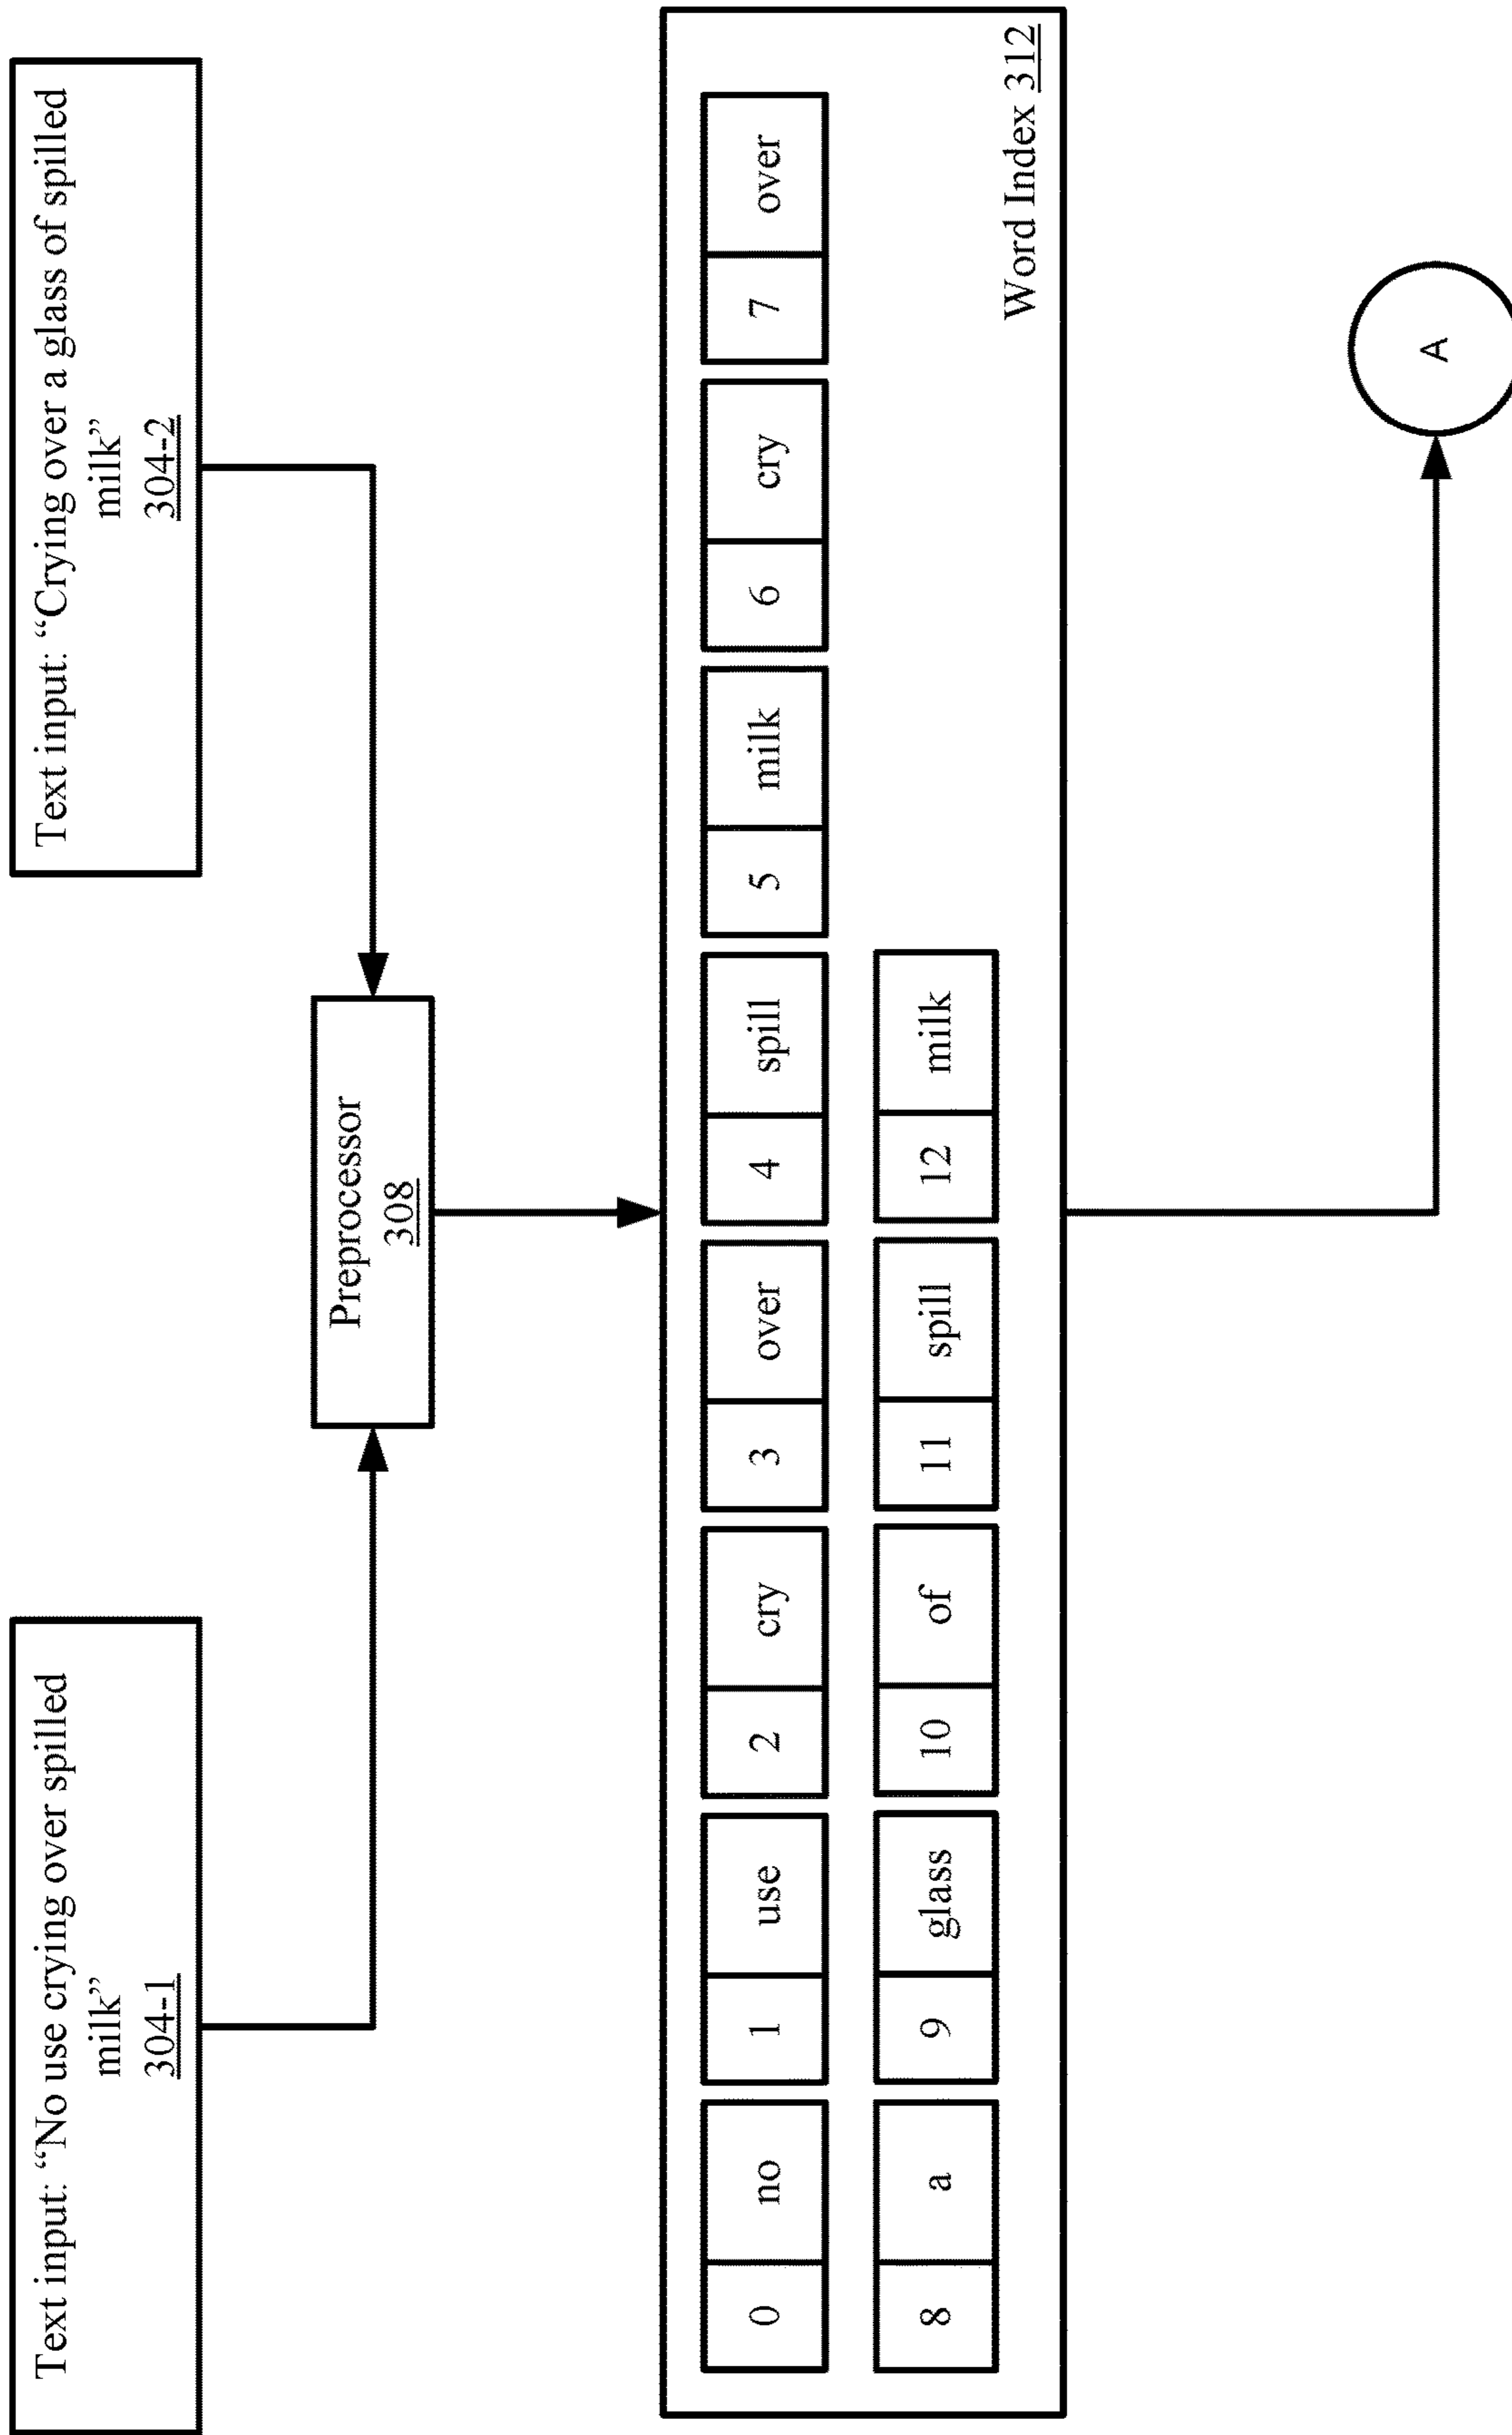 Text input: “No use crying over spilled
milk”
304-1
Text input: “Crying over a glass of spilled
milk”
304-2
Preprocessor
308
0 no 1 use 2 cry 3 over 4 spill 5 milk 6 cry 7 over
8 a 9 glass 10 of 11 spill 12 milk
Word Index 312
A